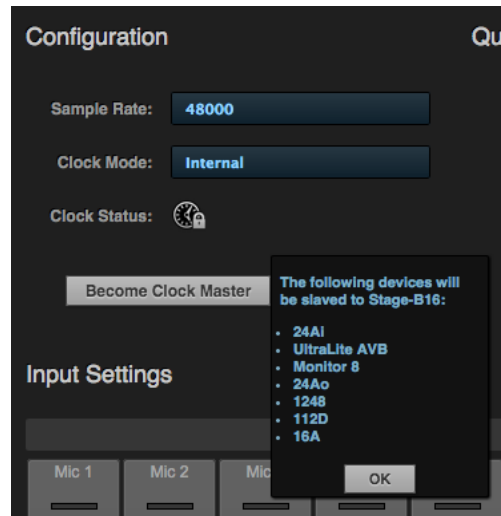 Configuration
Qu
Sample Rate: 48000
Clock Mode: Internal
Clock Status:
Become Clock Master
The following devices will
be slaved to Stage-B16:
• 24Ai
• UltraLite AVB
• Monitor 8
• 24Ao
• 1248
• 112D
• 16A
OK
Input Settings
Mic 1 Mic 2 Mic